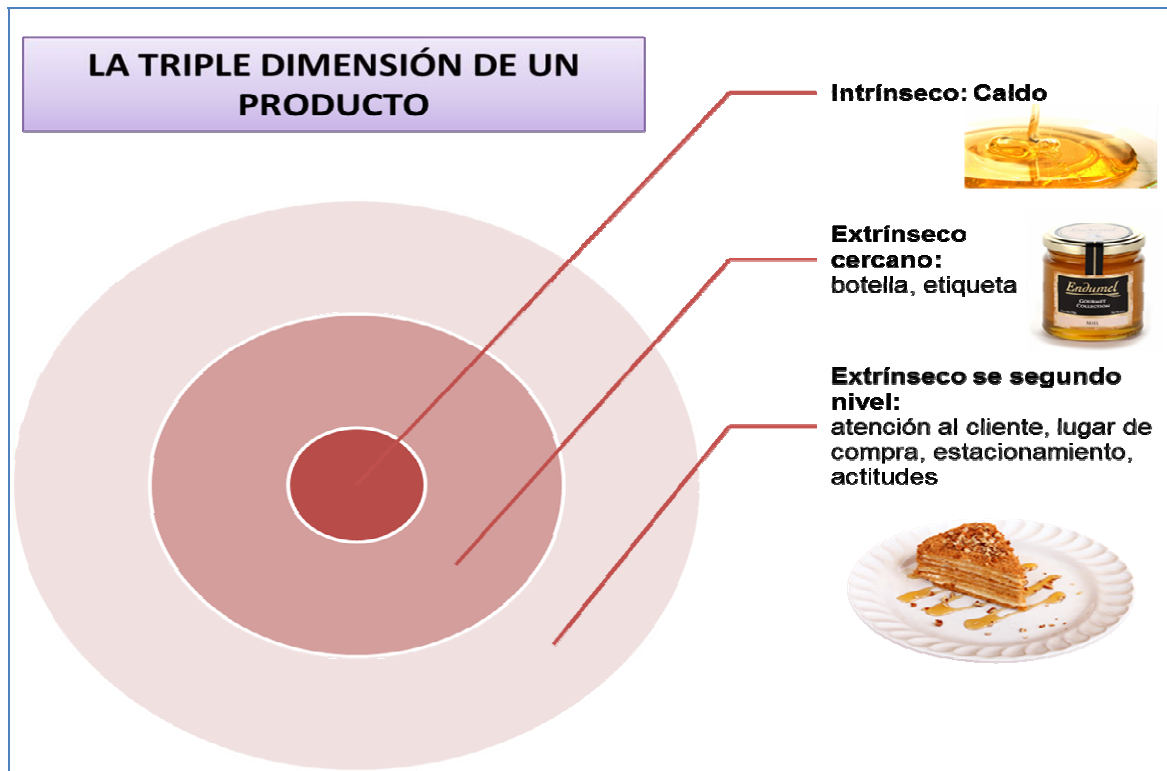 LA TRIPLE DIMENSIÓN DE UN
PRODUCTO
Intrínseco: Caldo
Extrínseco
cercano:
botella, etiqueta
Endumel
GOURMET
COLLECTION
MIEL
Extrínseco se segundo
nivel:
atención al cliente, lugar de
compra, estacionamiento,
actitudes